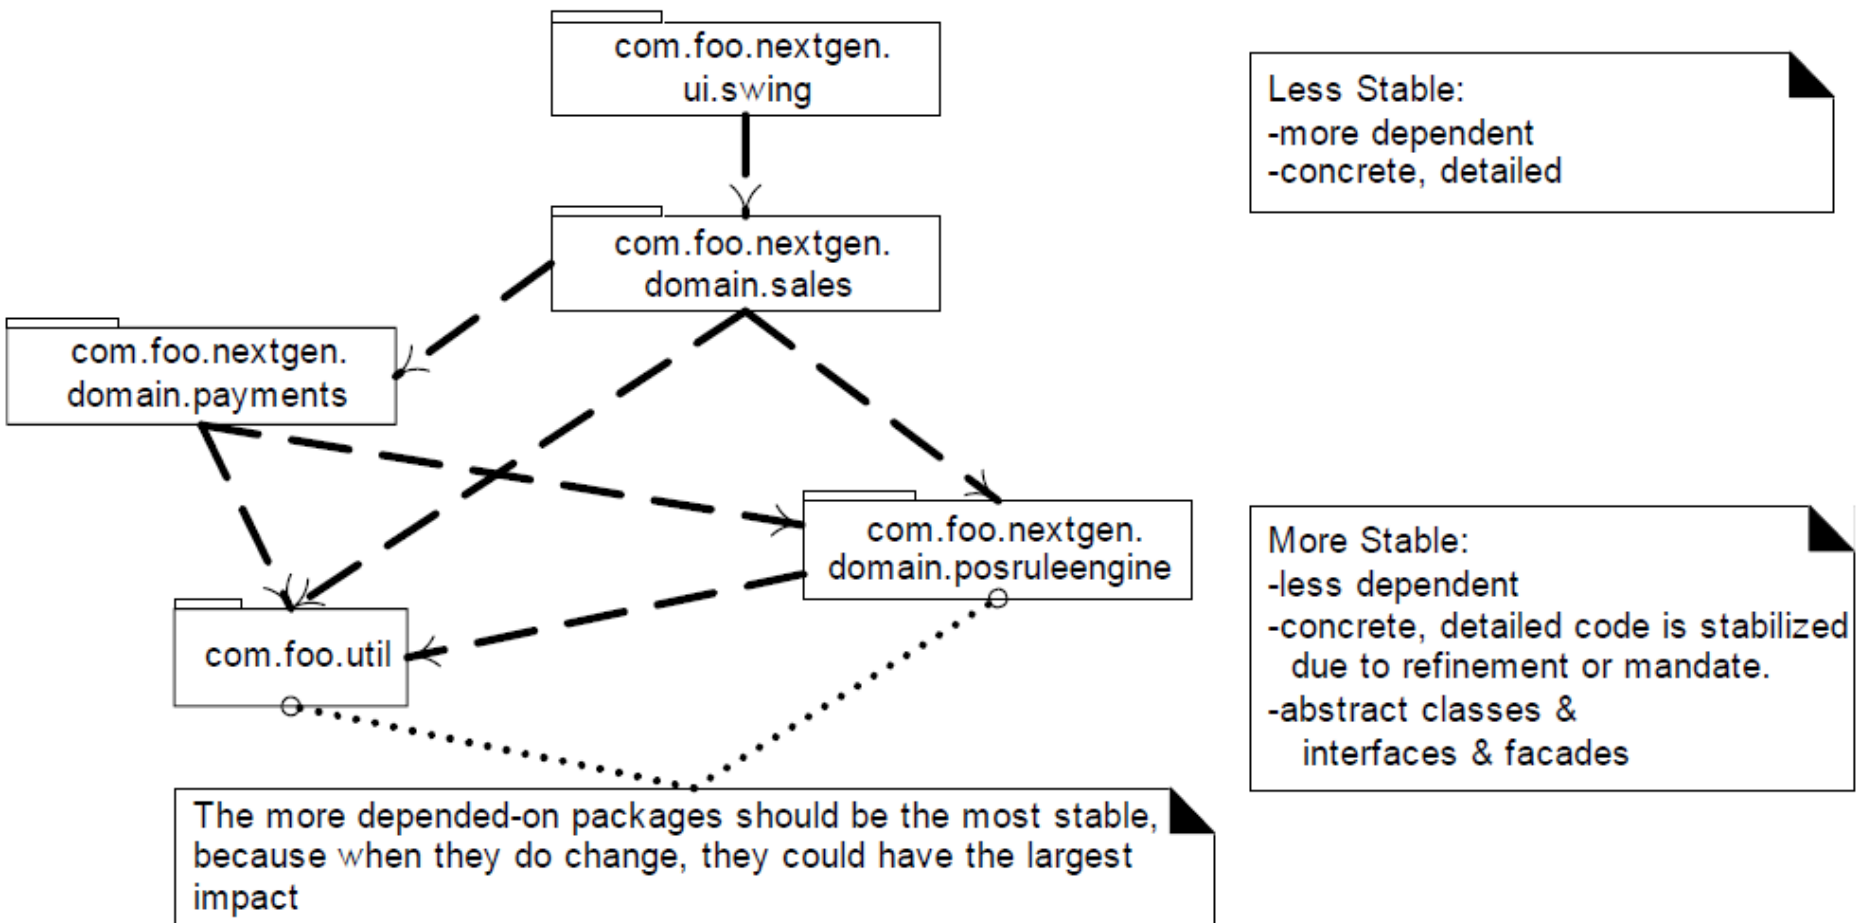 com.foo.nextgen.
ui.swing
Less Stable:
-more dependent
-concrete, detailed
com.foo.nextgen.
domain.sales
com.foo.nextgen.
domain.payments
com.foo.nextgen.
domain.posruleengine
More Stable:
-less dependent
-concrete, detailed code is stabilized
due to refinement or mandate.
-abstract classes &
interfaces & facades
com.foo.util
The more depended-on packages should be the most stable,
because when they do change, they could have the largest
impact